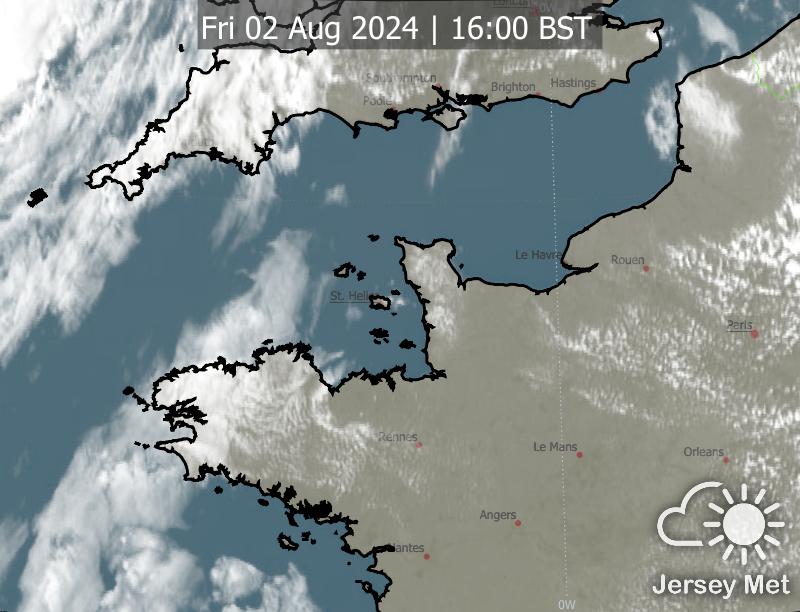 London
0W
Fri 02 Aug 2024 | 16:00 BST
Southampton
Poole
Brighton
Hastings
Le Havre
Rouen
St. Helier
Paris
Rennes
Le Mans
Orleans
Angers
Nantes
0W
Jersey Met